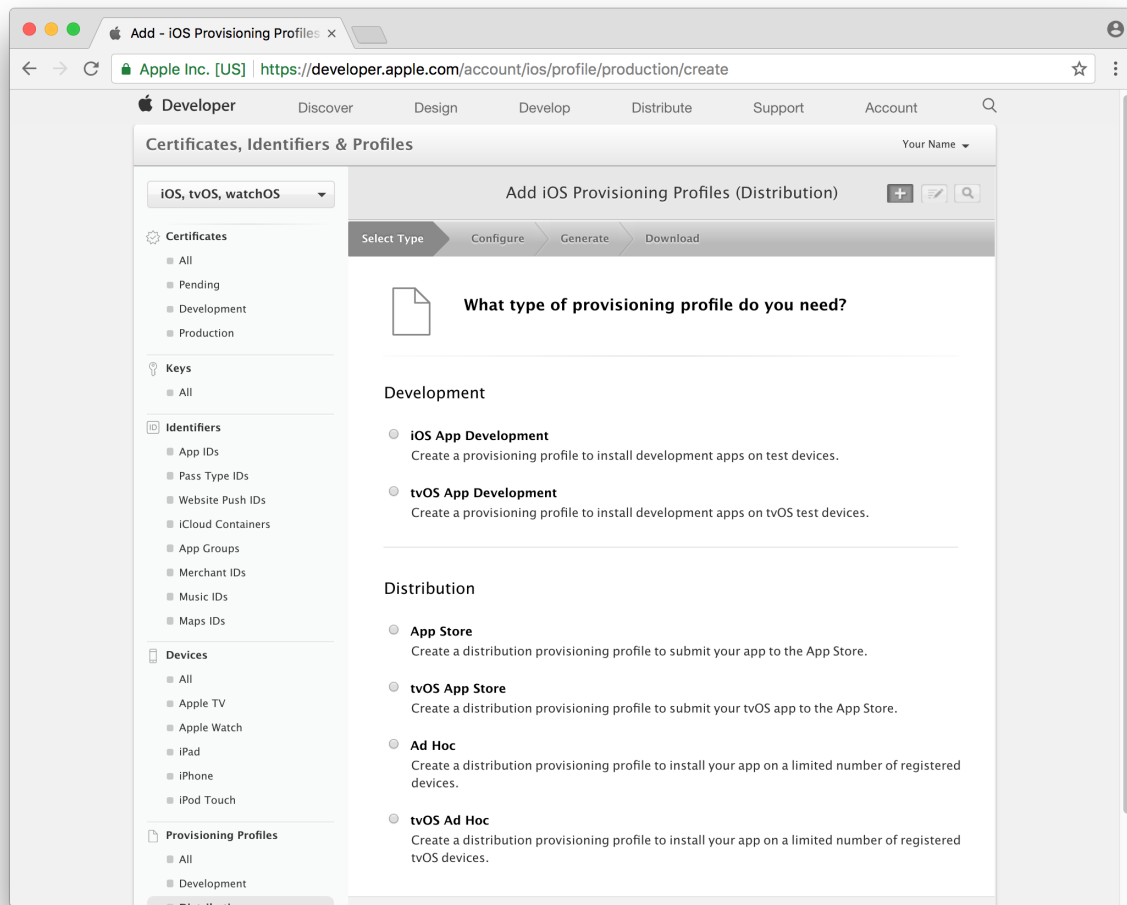 Add - iOS Provisioning Profiles
Apple Inc. [US] https://developer.apple.com/account/ios/profile/production/create
Developer Discover Design Develop Distribute Support Account
Certificates, Identifiers & Profiles
Your Name
iOS, tvOS, watchOS
Certificates
All
Pending
Development
Production
Keys
All
ID Identifiers
App IDs
Pass Type IDs
Website Push IDs
iCloud Containers
App Groups
Merchant IDs
Music IDs
Maps IDs
Devices
All
Apple TV
Apple Watch
iPad
iPhone
iPod Touch
Provisioning Profiles
All
Development
Add iOS Provisioning Profiles (Distribution)
Select Type Configure Generate Download
What type of provisioning profile do you need?
Development
iOS App Development
Create a provisioning profile to install development apps on test devices.
tvOS App Development
Create a provisioning profile to install development apps on tvOS test devices.
Distribution
App Store
Create a distribution provisioning profile to submit your app to the App Store.
tvOS App Store
Create a distribution provisioning profile to submit your tvOS app to the App Store.
Ad Hoc
Create a distribution provisioning profile to install your app on a limited number of registered
devices.
tvOS Ad Hoc
Create a distribution provisioning profile to install your app on a limited number of registered
tvOS devices.